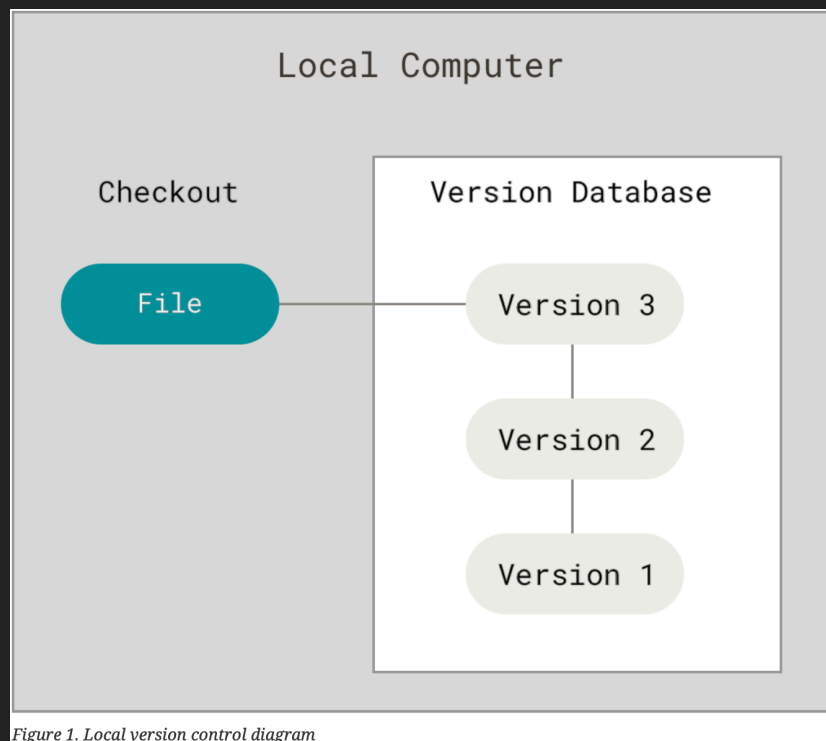 Local Computer
Checkout
Version Database
File
Version 3
Version 2
Version 1
Figure 1. Local version control diagram